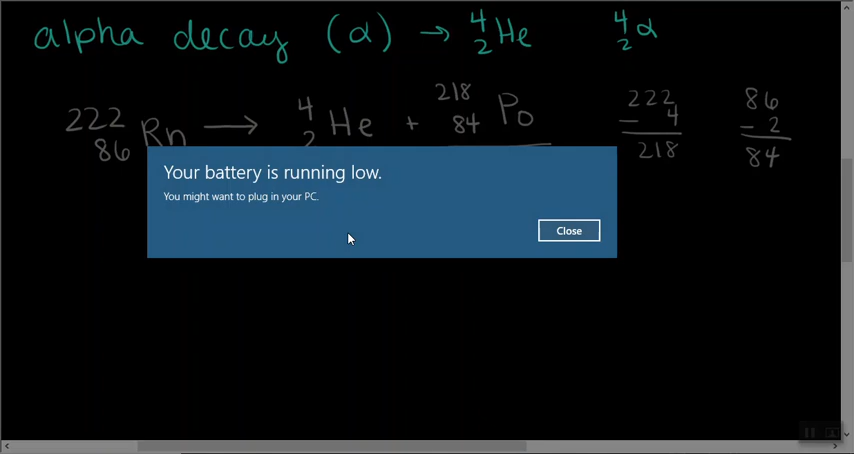 alpha decay (α) → ⁴₂He ⁴₂α
²²²₈₆Rn → ⁴₂He + ²¹⁸₈₄Po
222
− 4
218
86
− 2
84
Your battery is running low.
You might want to plug in your PC.
Close